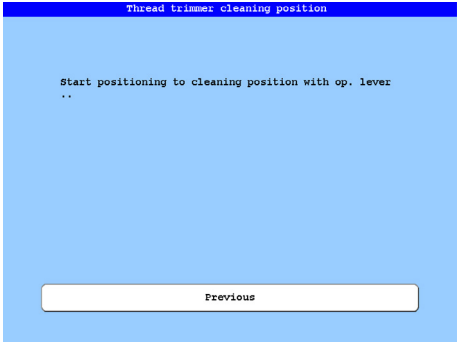 Thread trimmer cleaning position
Start positioning to cleaning position with op. lever
..
Previous